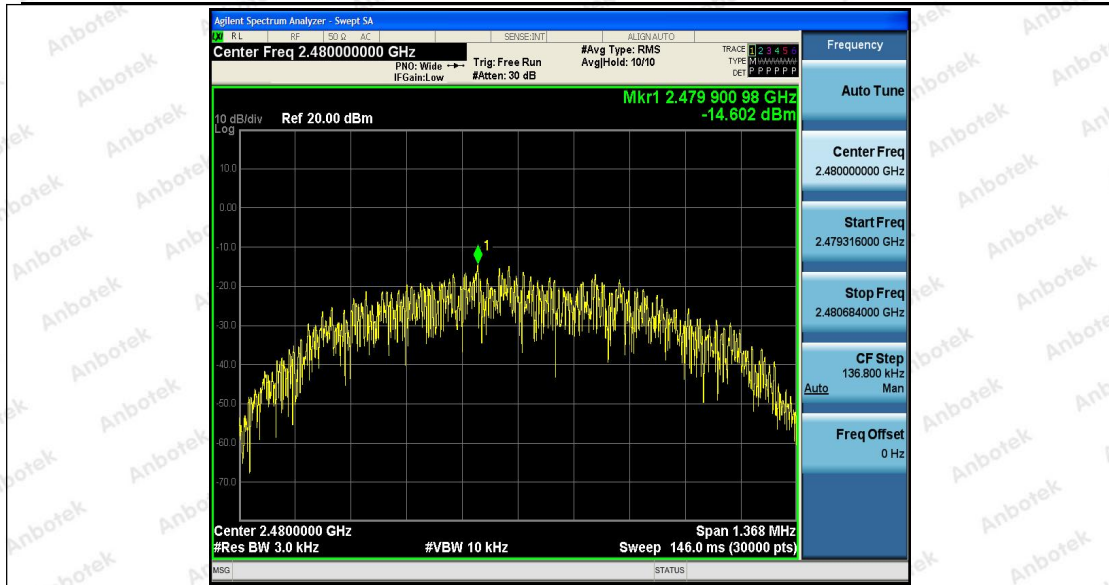 Agilent Spectrum Analyzer - Swept SA
RL RF 50 Ω AC SENSE:INT ALIGNAUTO
Center Freq 2.480000000 GHz
PNO: Wide
IFGain:Low
Trig: Free Run
#Atten: 30 dB
#Avg Type: RMS
Avg|Hold: 10/10
TRACE 1 2 3 4 5 6
TYPE M
DET P P P P P P
Mkr1 2.479 900 98 GHz
-14.602 dBm
10 dB/div Ref 20.00 dBm
Log
10.0
0.00
-10.0
-20.0
-30.0
-40.0
-50.0
-60.0
-70.0
1
Center 2.4800000 GHz
Span 1.368 MHz
#Res BW 3.0 kHz
#VBW 10 kHz
Sweep 146.0 ms (30000 pts)
MSG
STATUS
Frequency
Auto Tune
Center Freq
2.480000000 GHz
Start Freq
2.479316000 GHz
Stop Freq
2.480684000 GHz
CF Step
136.800 kHz
Auto Man
Freq Offset
0 Hz
Anbotek